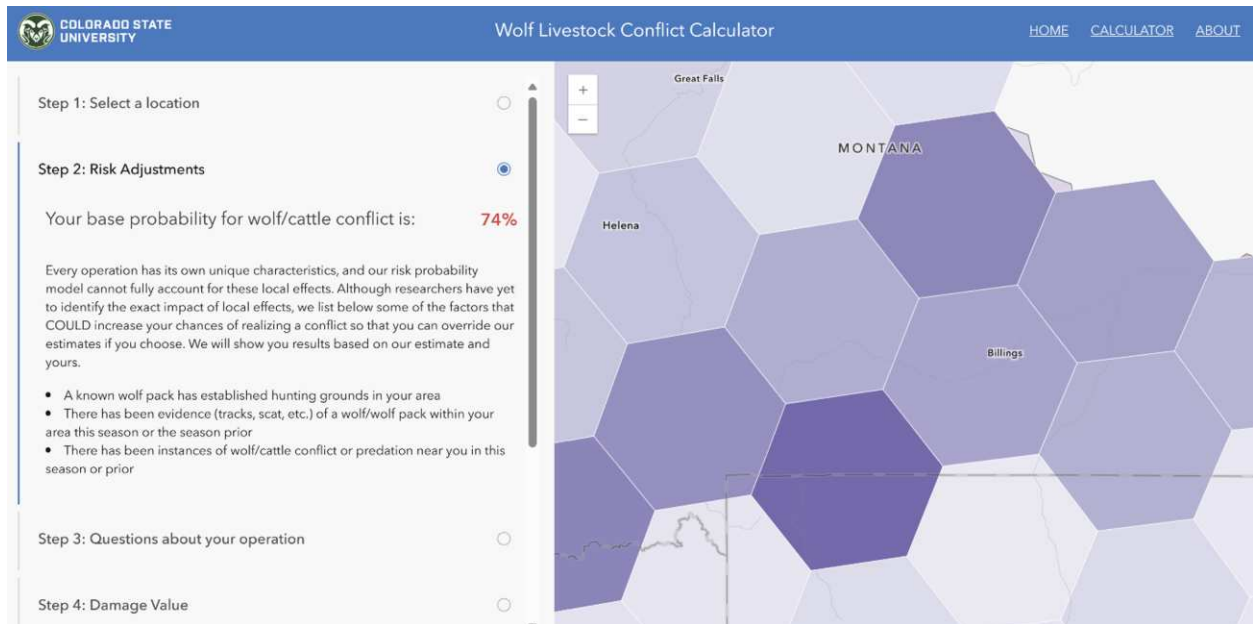 COLORADO STATE
UNIVERSITY
Wolf Livestock Conflict Calculator
HOME CALCULATOR ABOUT
Step 1: Select a location
Step 2: Risk Adjustments
Your base probability for wolf/cattle conflict is: 74%
Every operation has its own unique characteristics, and our risk probability
model cannot fully account for these local effects. Although researchers have yet
to identify the exact impact of local effects, we list below some of the factors that
COULD increase your chances of realizing a conflict so that you can override our
estimates if you choose. We will show you results based on our estimate and
yours.
• A known wolf pack has established hunting grounds in your area
• There has been evidence (tracks, scat, etc.) of a wolf/wolf pack within your
area this season or the season prior
• There has been instances of wolf/cattle conflict or predation near you in this
season or prior
Step 3: Questions about your operation
Step 4: Damage Value
+
−
Great Falls
MONTANA
Helena
Billings